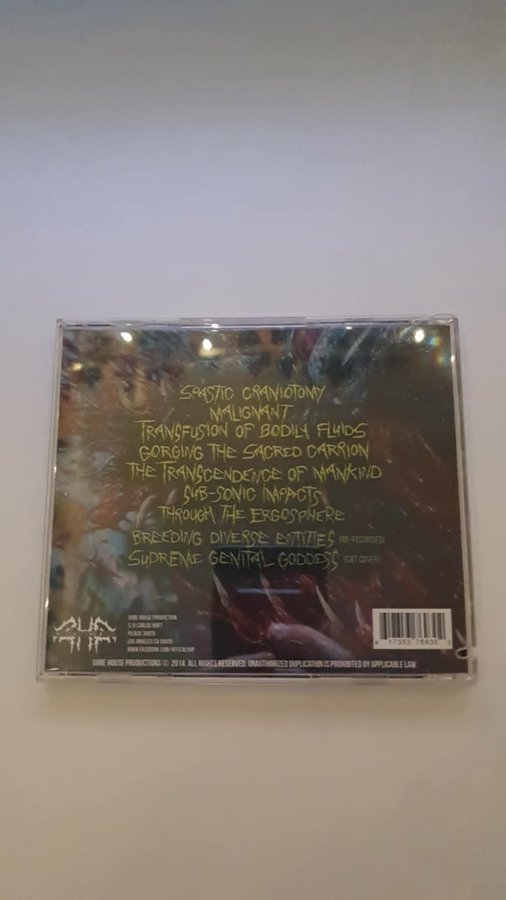 SPASTIC CRANIOTOMY
MALIGNANT
TRANSFUSION OF BODILY FLUIDS
GORGING THE SACRED CARRION
THE TRANSCENDENCE OF MANKIND
SUB-SONIC IMPACTS
THROUGH THE ERGOSPHERE
BREEDING DIVERSE ENTITIES (RE RECORDED)
SUPREME GENITAL GODDESS (CBT COVER)
GORE HOUSE PRODUCTION
LOS ANGELES CA
GORE HOUSE PRODUCTIONS © 2014. ALL RIGHTS RESERVED. UNAUTHORIZED DUPLICATION IS PROHIBITED BY APPLICABLE LAW.